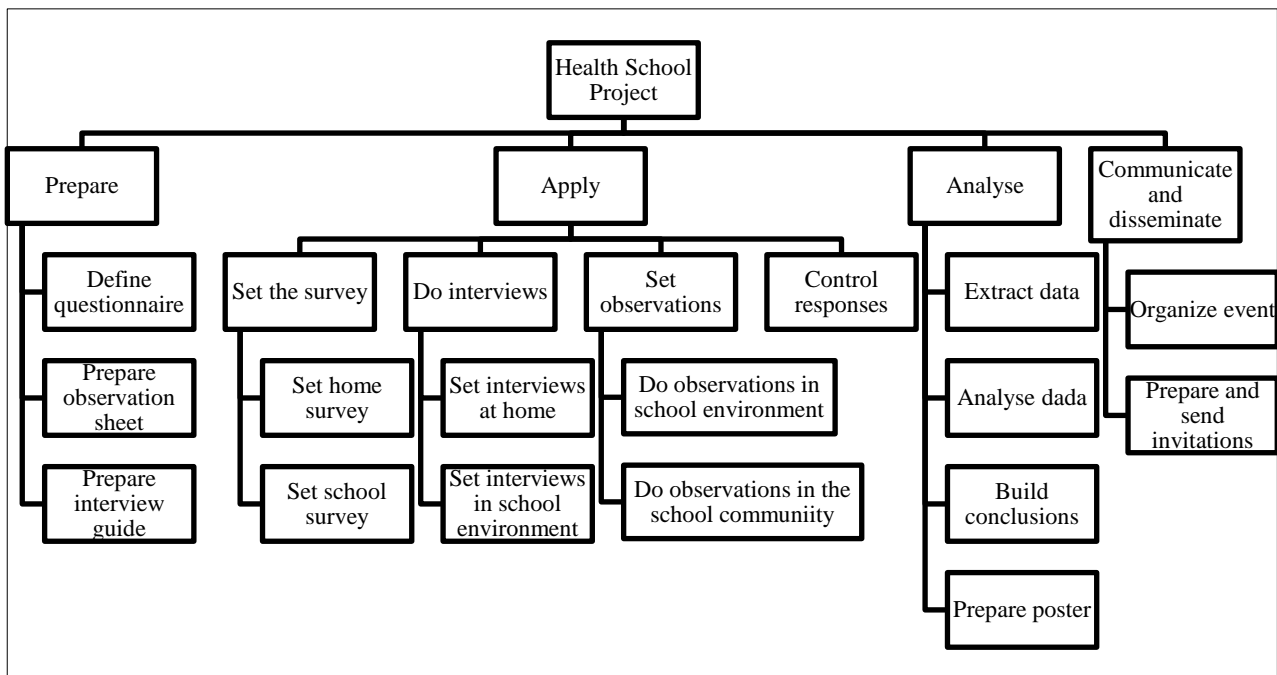 Health School
Project
Prepare
Apply
Analyse
Communicate
and
disseminate
Define
questionnaire
Prepare
observation
sheet
Prepare
interview
guide
Set the survey
Set home
survey
Set school
survey
Do interviews
Set interviews
at home
Set interviews
in school
environment
Set
observations
Do observations in
school environment
Do observations in the
school communiity
Control
responses
Extract data
Analyse dada
Build
conclusions
Prepare poster
Organize event
Prepare and
send
invitations